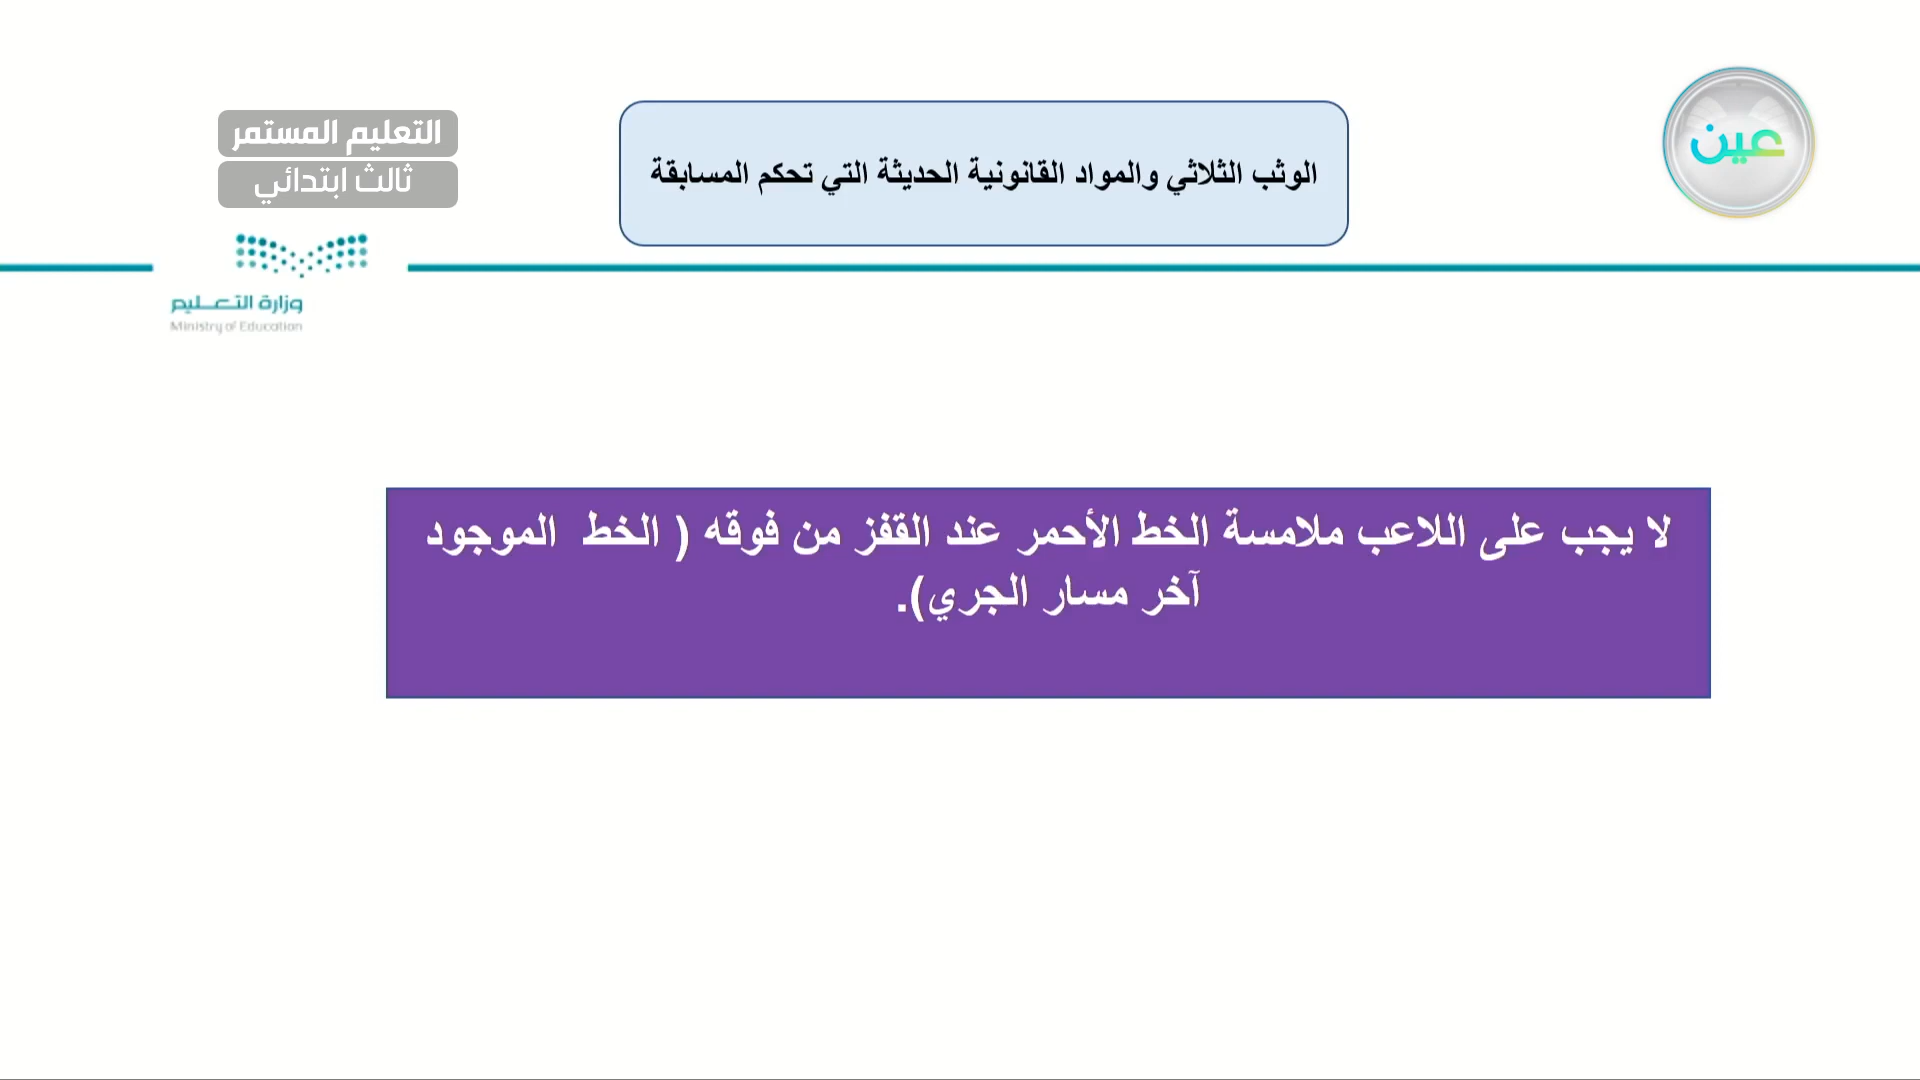 عين
الوثب الثلاثي والمواد القانونية الحديثة التي تحكم المسابقة
التعليم المستمر
ثالث ابتدائي
وزارة التعـــليم
Ministry of Education
لا يجب على اللاعب ملامسة الخط الأحمر عند القفز من فوقه ( الخط الموجود
آخر مسار الجري).